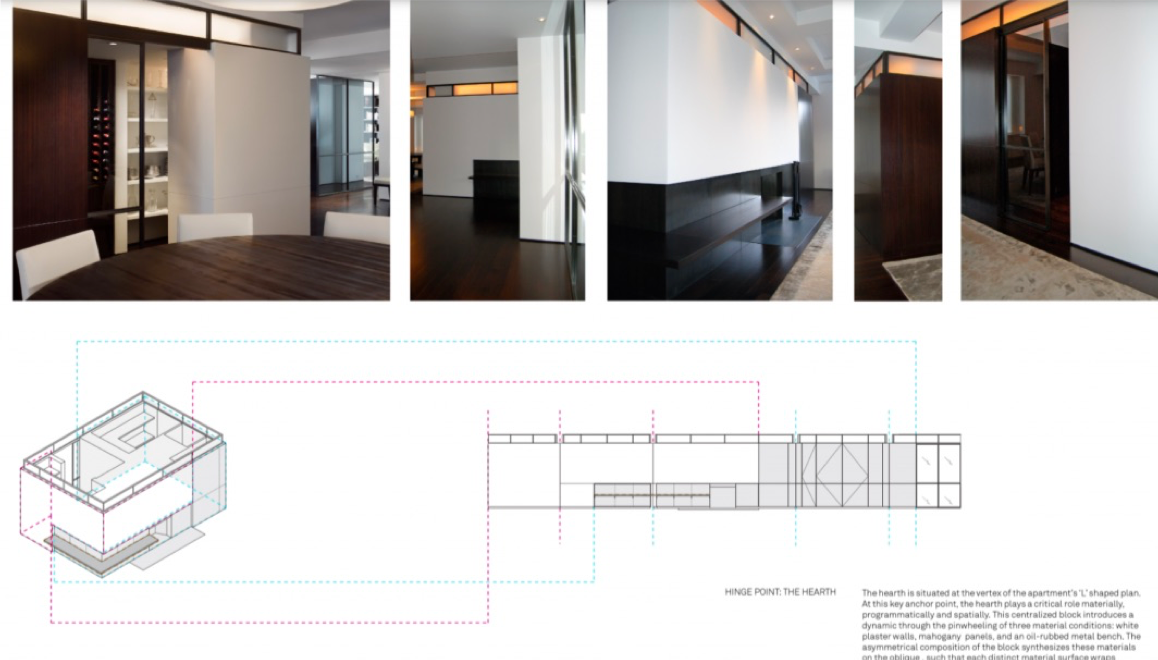 HINGE POINT: THE HEARTH
The hearth is situated at the vertex of the apartment's 'L' shaped plan.
At this key anchor point, the hearth plays a critical role materially,
programmatically and spatially. This centralized block introduces a
dynamic through the pinwheeling of three material conditions: white
plaster walls, mahogany panels, and an oil-rubbed metal bench. The
asymmetrical composition of the block synthesizes these materials
on the oblique, such that each distinct material surface wraps